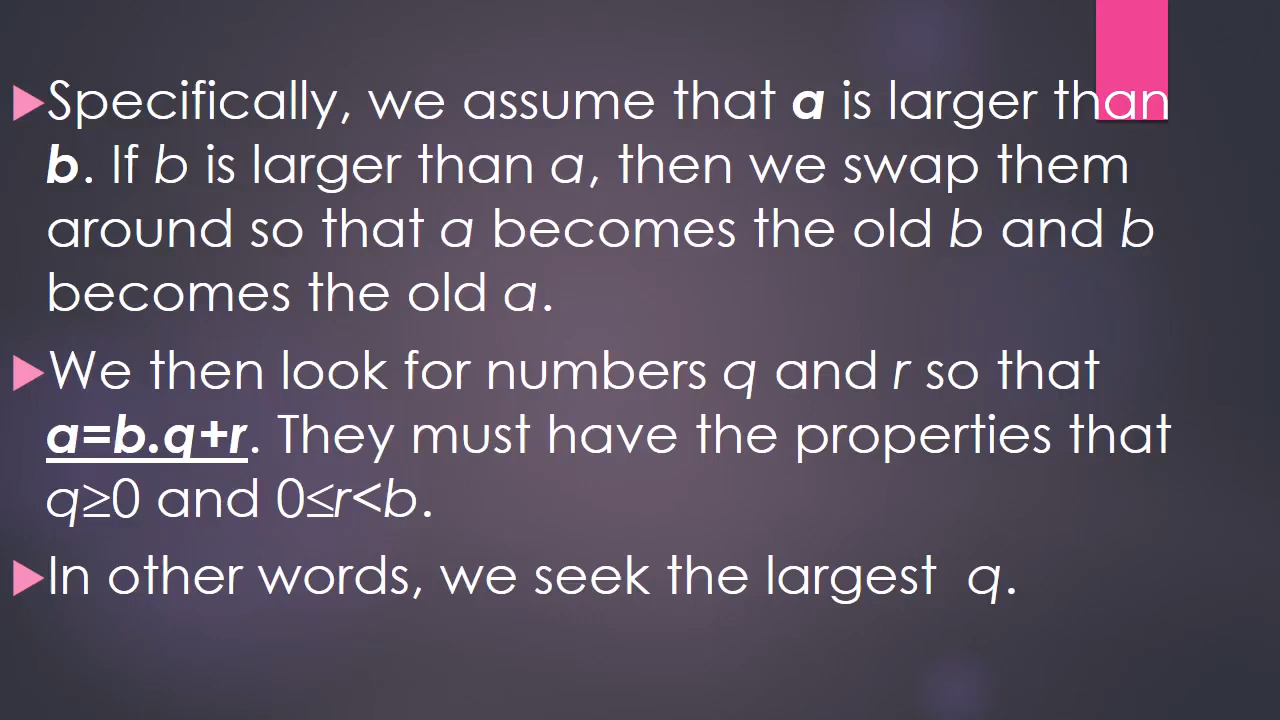 Specifically, we assume that a is larger than
b. If b is larger than a, then we swap them
around so that a becomes the old b and b
becomes the old a.
We then look for numbers q and r so that
a=b.q+r. They must have the properties that
q≥0 and 0≤r<b.
In other words, we seek the largest q.